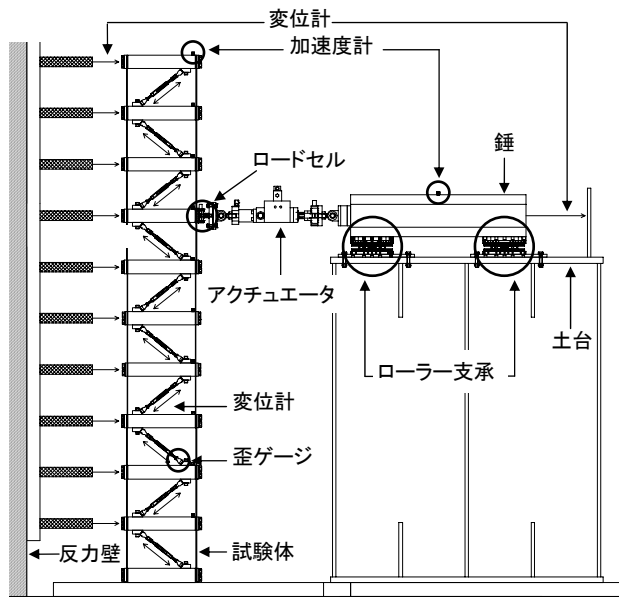 変位計
加速度計
ロードセル
錘
アクチュエータ
土台
ローラー支承
変位計
歪ゲージ
反力壁
試験体